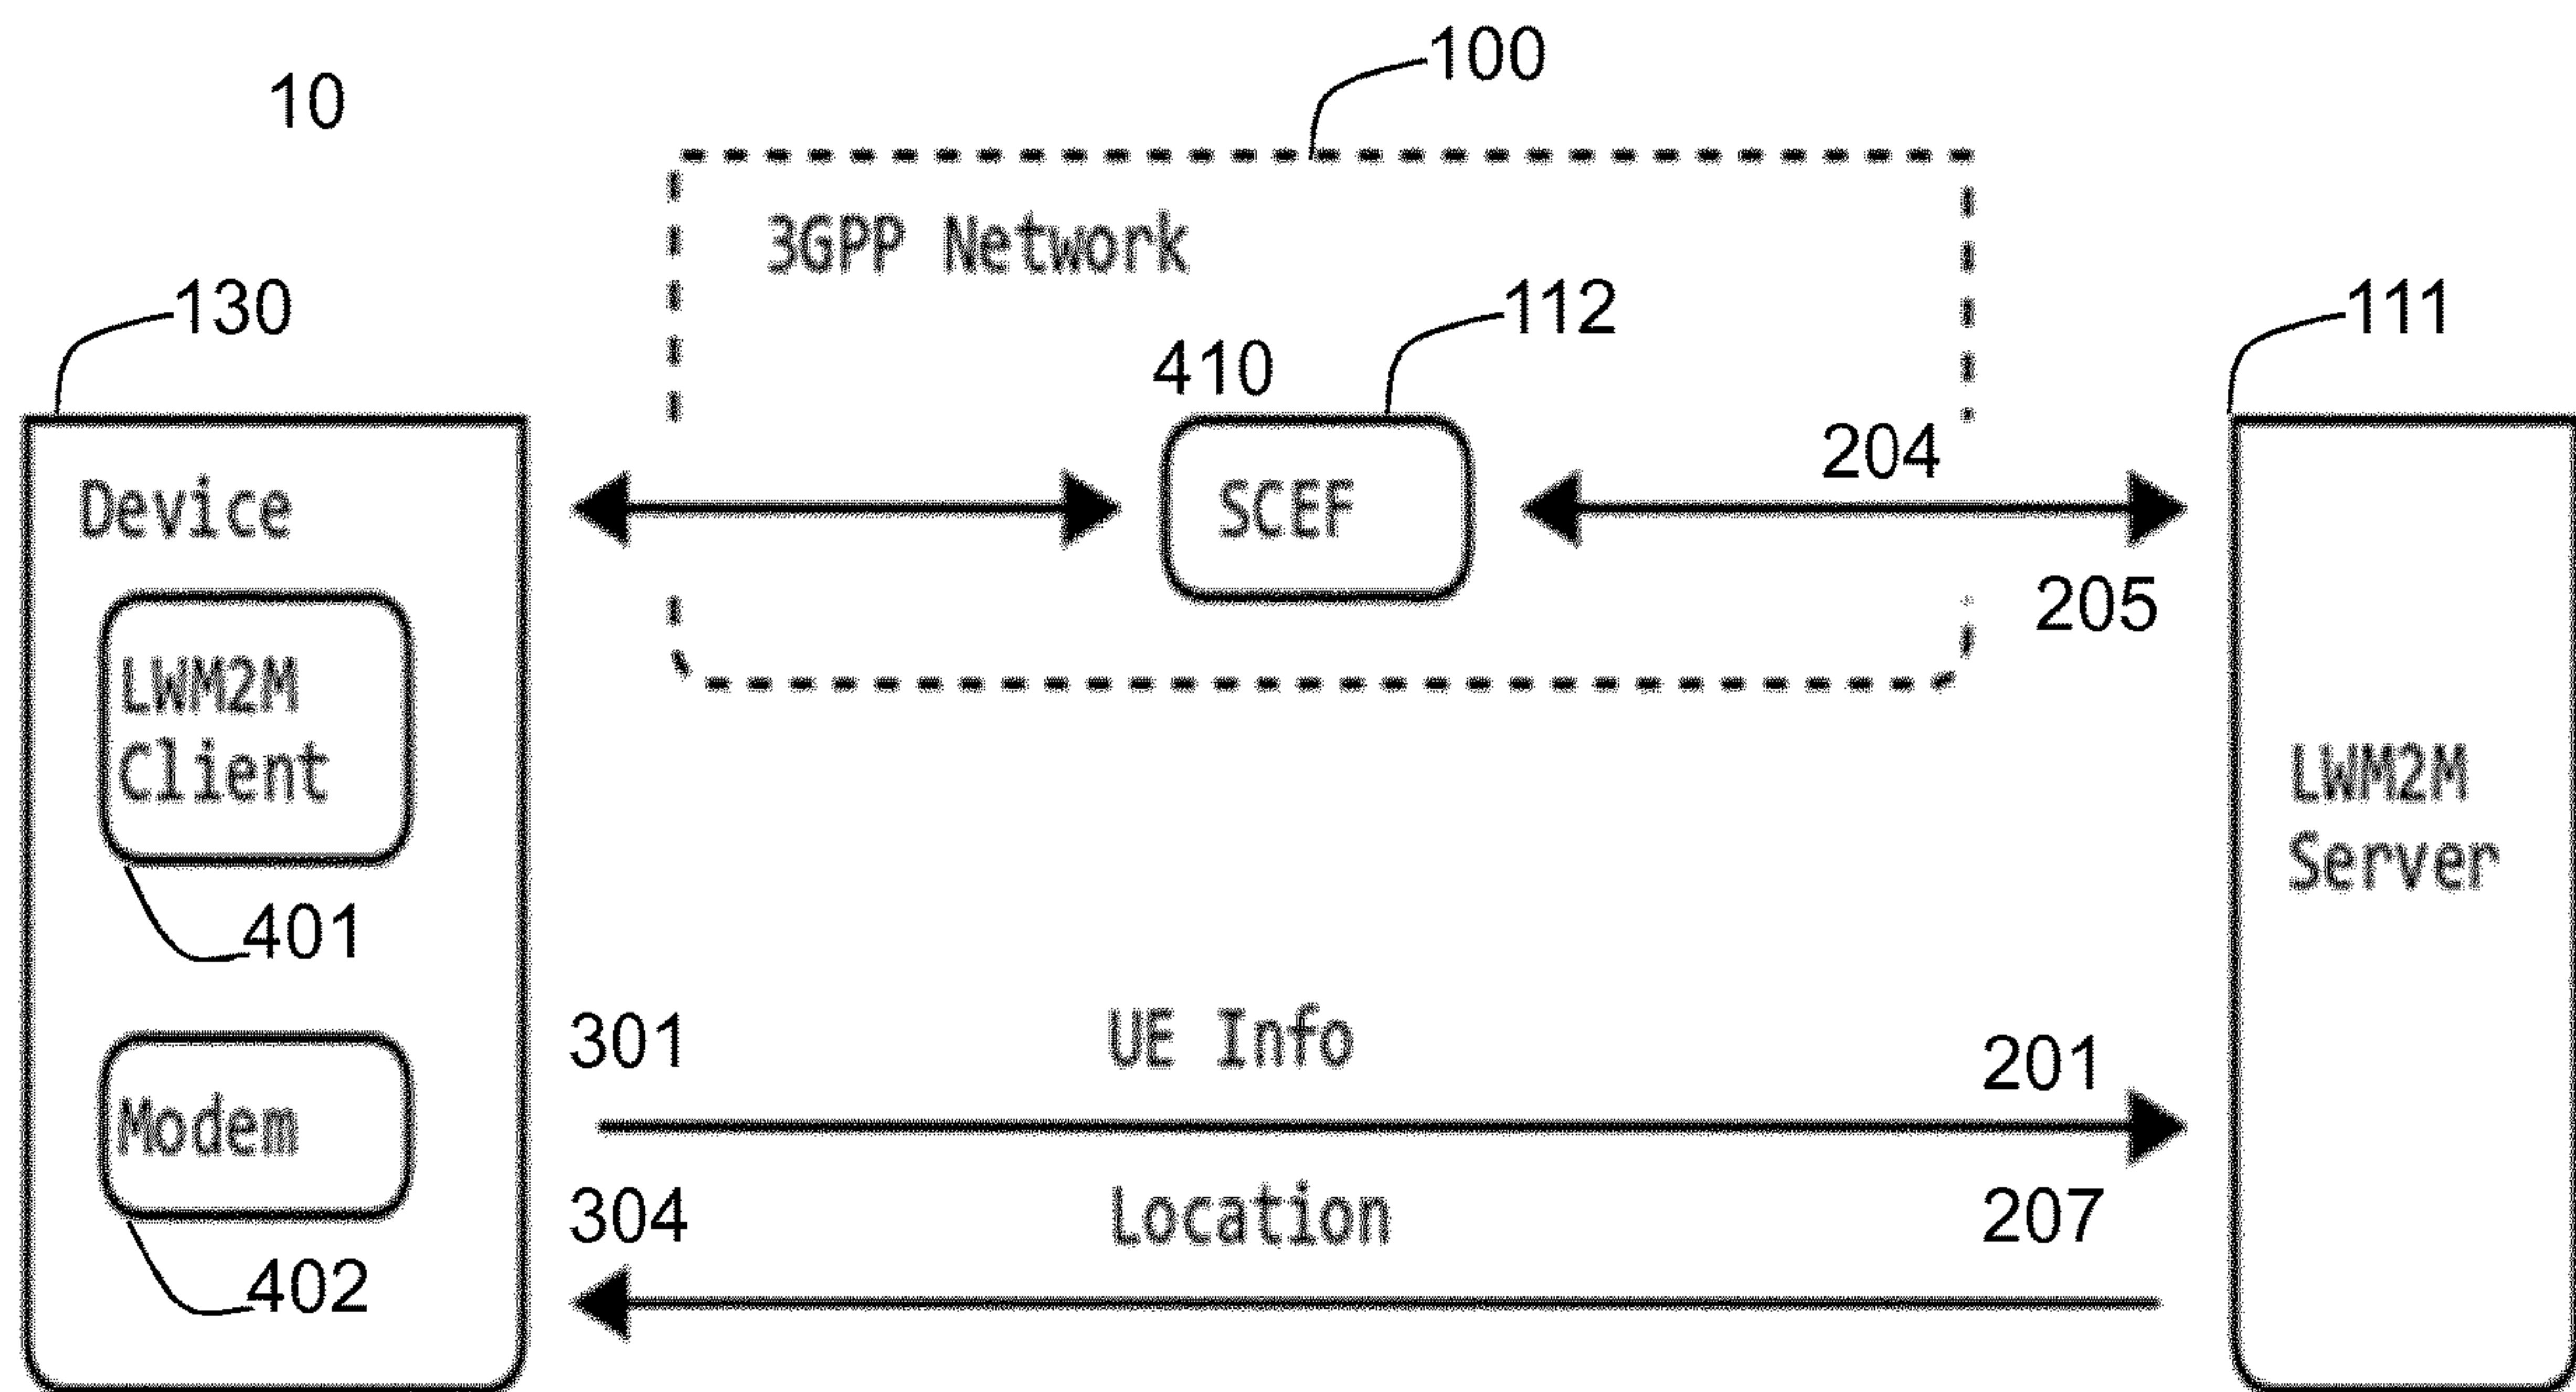 100
10
3GPP Network
130
112
111
410
204
Device
SCEF
205
LWM2M
Client
LWM2M
Server
401
301
UE Info
201
Modem
304
Location
207
402